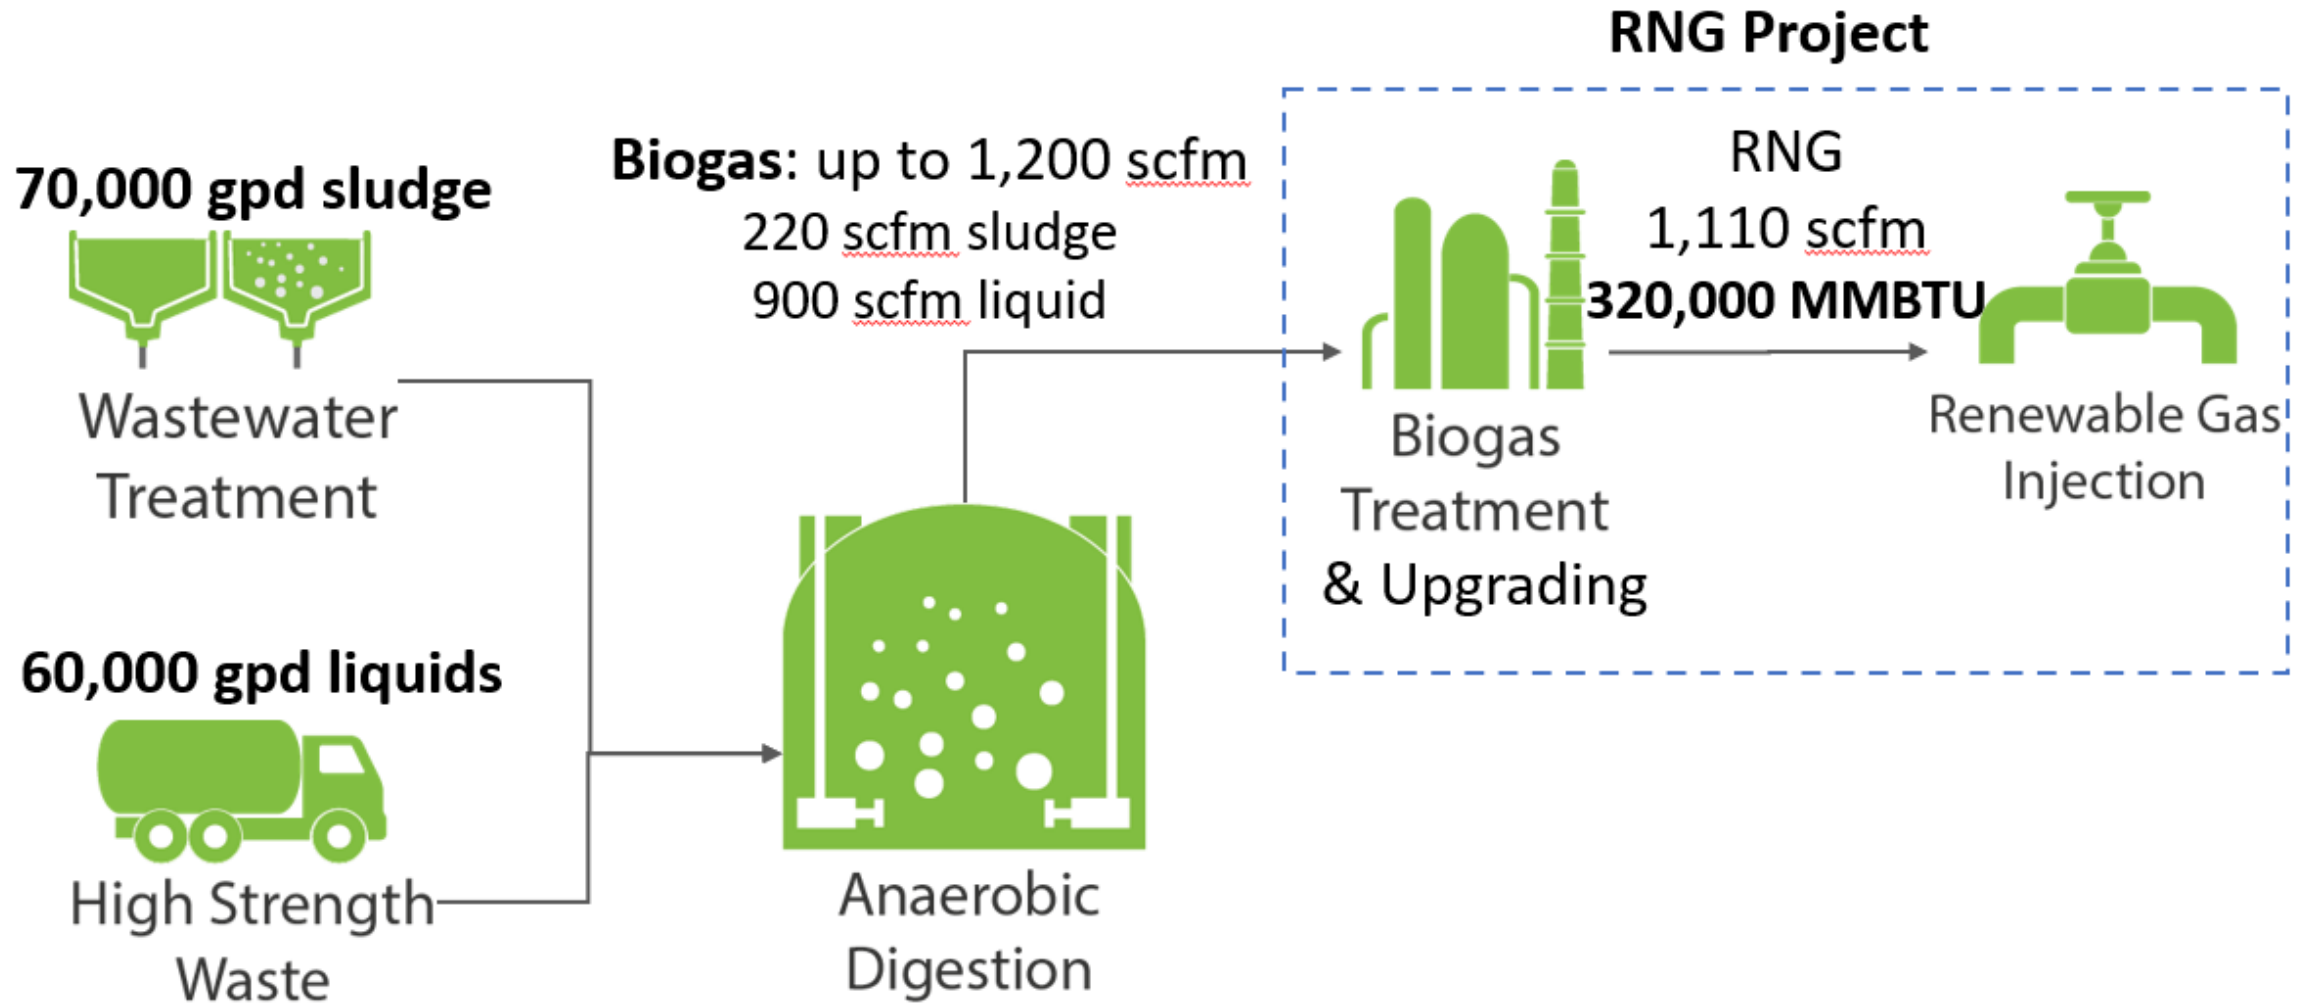 RNG Project
70,000 gpd sludge
Wastewater
Treatment
60,000 gpd liquids
High Strength
Waste
Biogas: up to 1,200 scfm
220 scfm sludge
900 scfm liquid
Anaerobic
Digestion
Biogas
Treatment
& Upgrading
RNG
1,110 scfm
320,000 MMBTU
Renewable Gas
Injection